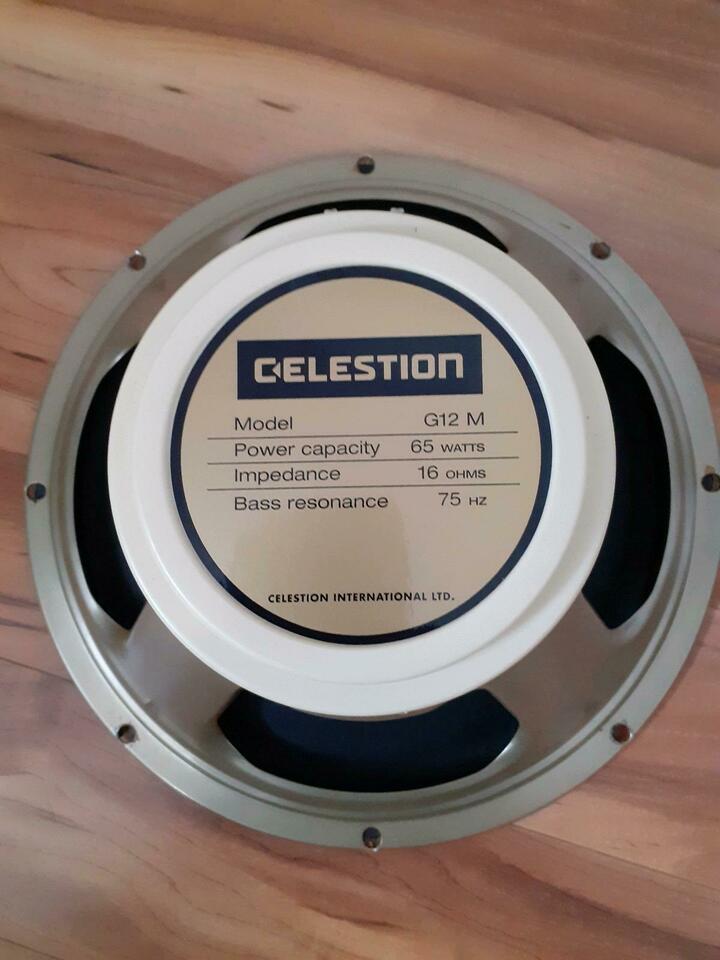 CELESTION
Model G12 M
Power capacity 65 WATTS
Impedance 16 OHMS
Bass resonance 75 HZ
CELESTION INTERNATIONAL LTD.